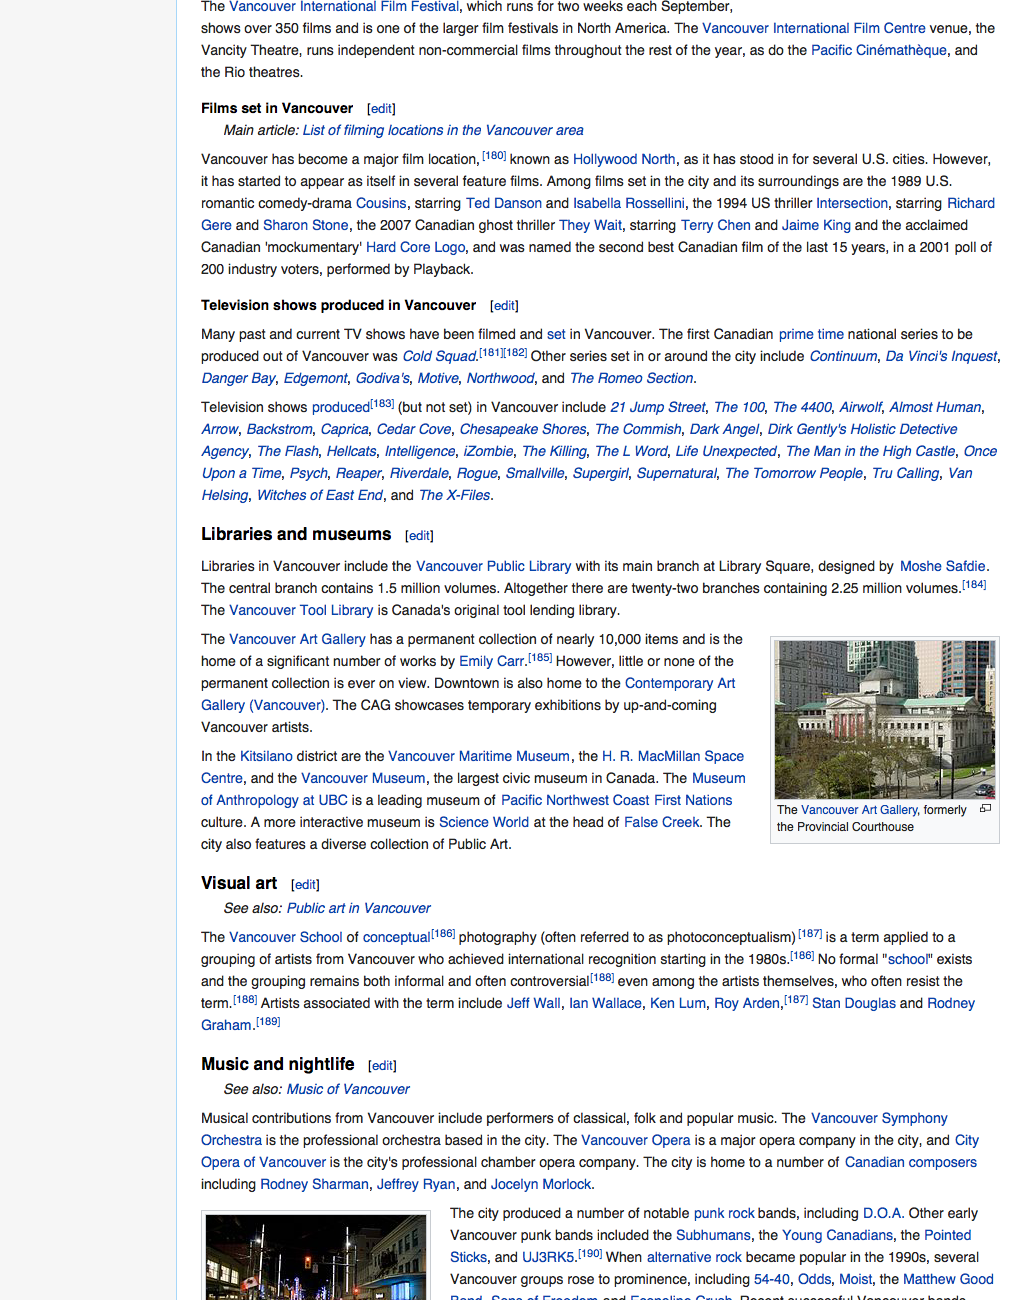 The Vancouver International Film Festival, which runs for two weeks each September,
shows over 350 films and is one of the larger film festivals in North America. The Vancouver International Film Centre venue, the
Vancity Theatre, runs independent non-commercial films throughout the rest of the year, as do the Pacific Cinémathèque, and
the Rio theatres.
Films set in Vancouver [edit]
Main article: List of filming locations in the Vancouver area
Vancouver has become a major film location,[180] known as Hollywood North, as it has stood in for several U.S. cities. However,
it has started to appear as itself in several feature films. Among films set in the city and its surroundings are the 1989 U.S.
romantic comedy-drama Cousins, starring Ted Danson and Isabella Rossellini, the 1994 US thriller Intersection, starring Richard
Gere and Sharon Stone, the 2007 Canadian ghost thriller They Wait, starring Terry Chen and Jaime King and the acclaimed
Canadian 'mockumentary' Hard Core Logo, and was named the second best Canadian film of the last 15 years, in a 2001 poll of
200 industry voters, performed by Playback.
Television shows produced in Vancouver [edit]
Many past and current TV shows have been filmed and set in Vancouver. The first Canadian prime time national series to be
produced out of Vancouver was Cold Squad.[181][182] Other series set in or around the city include Continuum, Da Vinci's Inquest,
Danger Bay, Edgemont, Godiva's, Motive, Northwood, and The Romeo Section.
Television shows produced[183] (but not set) in Vancouver include 21 Jump Street, The 100, The 4400, Airwolf, Almost Human,
Arrow, Backstrom, Caprica, Cedar Cove, Chesapeake Shores, The Commish, Dark Angel, Dirk Gently's Holistic Detective
Agency, The Flash, Hellcats, Intelligence, iZombie, The Killing, The L Word, Life Unexpected, The Man in the High Castle, Once
Upon a Time, Psych, Reaper, Riverdale, Rogue, Smallville, Supergirl, Supernatural, The Tomorrow People, Tru Calling, Van
Helsing, Witches of East End, and The X-Files.
Libraries and museums [edit]
Libraries in Vancouver include the Vancouver Public Library with its main branch at Library Square, designed by Moshe Safdie.
The central branch contains 1.5 million volumes. Altogether there are twenty-two branches containing 2.25 million volumes.[184]
The Vancouver Tool Library is Canada's original tool lending library.
The Vancouver Art Gallery has a permanent collection of nearly 10,000 items and is the
home of a significant number of works by Emily Carr.[185] However, little or none of the
permanent collection is ever on view. Downtown is also home to the Contemporary Art
Gallery (Vancouver). The CAG showcases temporary exhibitions by up-and-coming
Vancouver artists.
In the Kitsilano district are the Vancouver Maritime Museum, the H. R. MacMillan Space
Centre, and the Vancouver Museum, the largest civic museum in Canada. The Museum
of Anthropology at UBC is a leading museum of Pacific Northwest Coast First Nations
culture. A more interactive museum is Science World at the head of False Creek. The
city also features a diverse collection of Public Art.
The Vancouver Art Gallery, formerly
the Provincial Courthouse
Visual art [edit]
See also: Public art in Vancouver
The Vancouver School of conceptual[186] photography (often referred to as photoconceptualism)[187] is a term applied to a
grouping of artists from Vancouver who achieved international recognition starting in the 1980s.[186] No formal "school" exists
and the grouping remains both informal and often controversial[188] even among the artists themselves, who often resist the
term.[188] Artists associated with the term include Jeff Wall, Ian Wallace, Ken Lum, Roy Arden,[187] Stan Douglas and Rodney
Graham.[189]
Music and nightlife [edit]
See also: Music of Vancouver
Musical contributions from Vancouver include performers of classical, folk and popular music. The Vancouver Symphony
Orchestra is the professional orchestra based in the city. The Vancouver Opera is a major opera company in the city, and City
Opera of Vancouver is the city's professional chamber opera company. The city is home to a number of Canadian composers
including Rodney Sharman, Jeffrey Ryan, and Jocelyn Morlock.
The city produced a number of notable punk rock bands, including D.O.A. Other early
Vancouver punk bands included the Subhumans, the Young Canadians, the Pointed
Sticks, and UJ3RK5.[190] When alternative rock became popular in the 1990s, several
Vancouver groups rose to prominence, including 54-40, Odds, Moist, the Matthew Good
Band, Sons of Freedom and Econoline Crush. Recent successful Vancouver bands